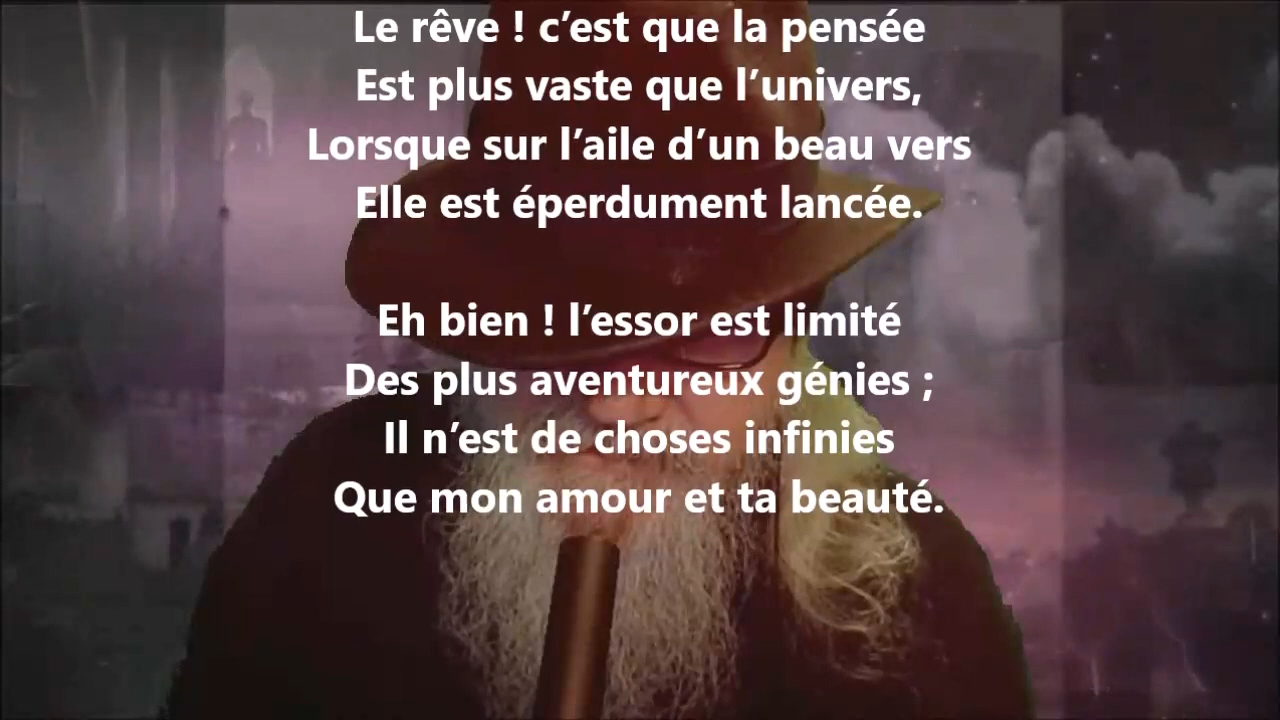 Le rêve ! c’est que la pensée
Est plus vaste que l’univers,
Lorsque sur l’aile d’un beau vers
Elle est éperdument lancée.
Eh bien ! l’essor est limité
Des plus aventureux génies ;
Il n’est de choses infinies
Que mon amour et ta beauté.